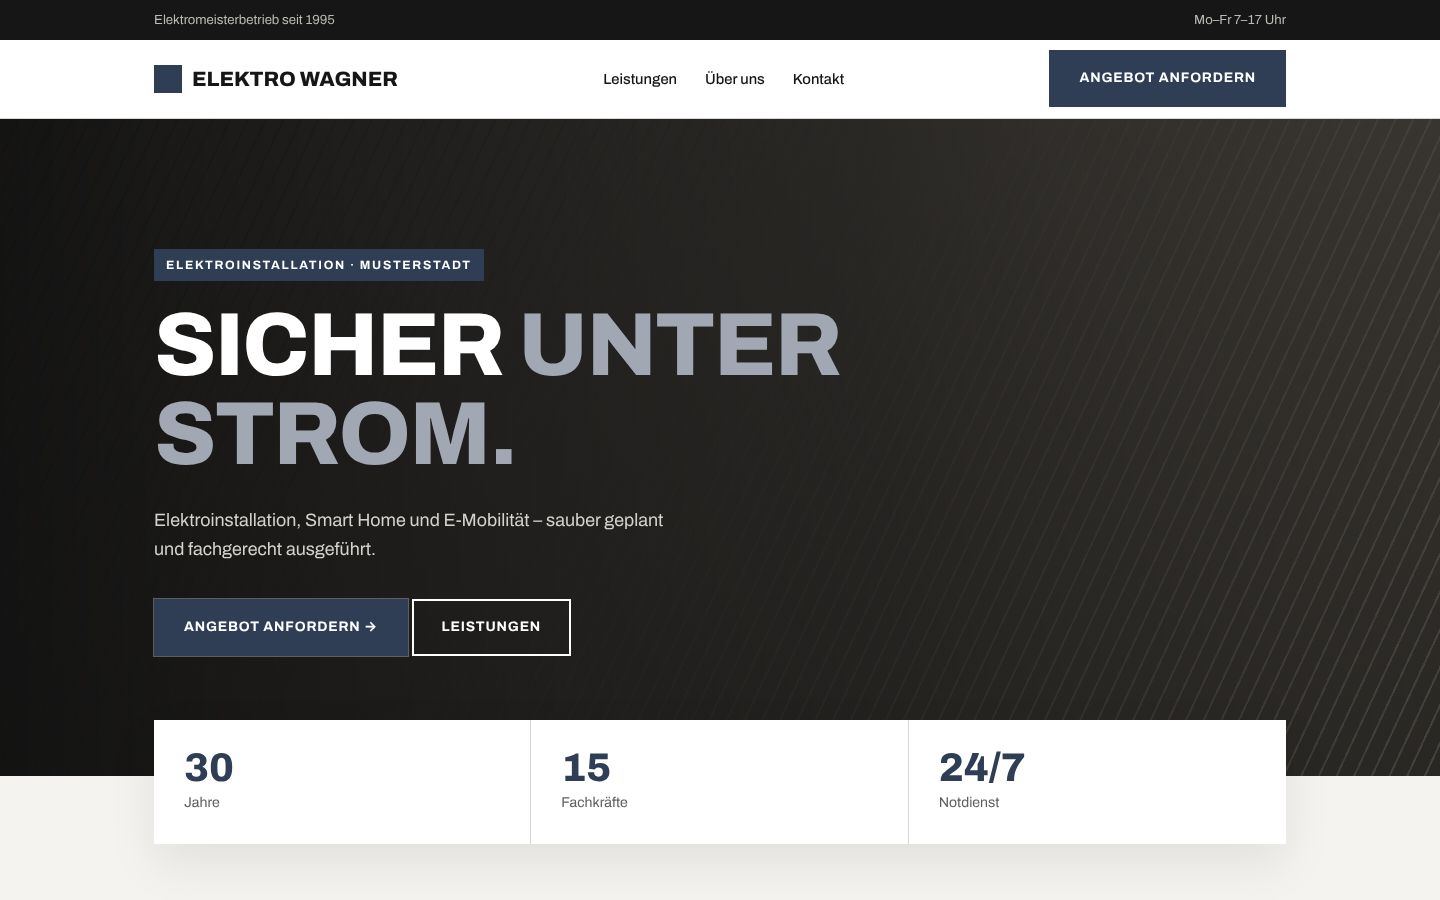 Elektromeisterbetrieb seit 1995
Mo–Fr 7–17 Uhr
ELEKTRO WAGNER
Leistungen
Über uns
Kontakt
ANGEBOT ANFORDERN
ELEKTROINSTALLATION · MUSTERSTADT
SICHER UNTER
STROM.
Elektroinstallation, Smart Home und E-Mobilität – sauber geplant
und fachgerecht ausgeführt.
ANGEBOT ANFORDERN →
LEISTUNGEN
30
Jahre
15
Fachkräfte
24/7
Notdienst